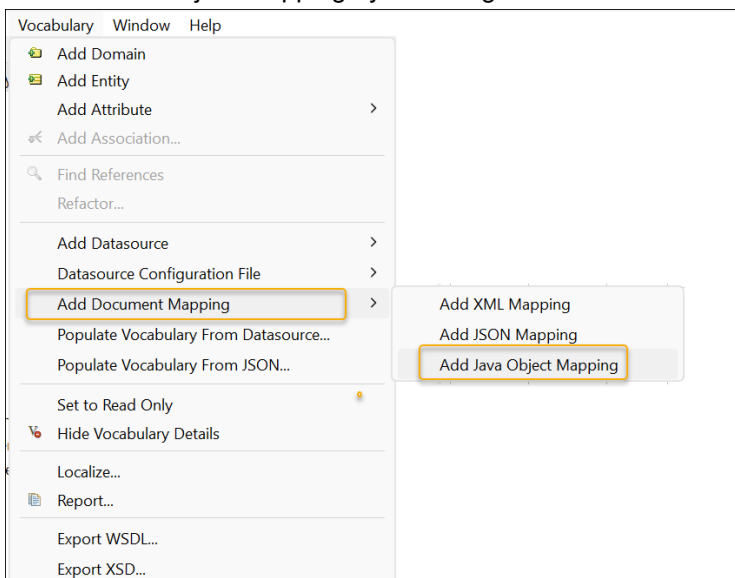 Vocabulary Window Help
Add Domain
Add Entity
Add Attribute
Add Association...
Find References
Refactor...
Add Datasource
Datasource Configuration File
Add Document Mapping
Add XML Mapping
Populate Vocabulary From Datasource...
Add JSON Mapping
Populate Vocabulary From JSON...
Add Java Object Mapping
Set to Read Only
Hide Vocabulary Details
Localize...
Report...
Export WSDL...
Export XSD...